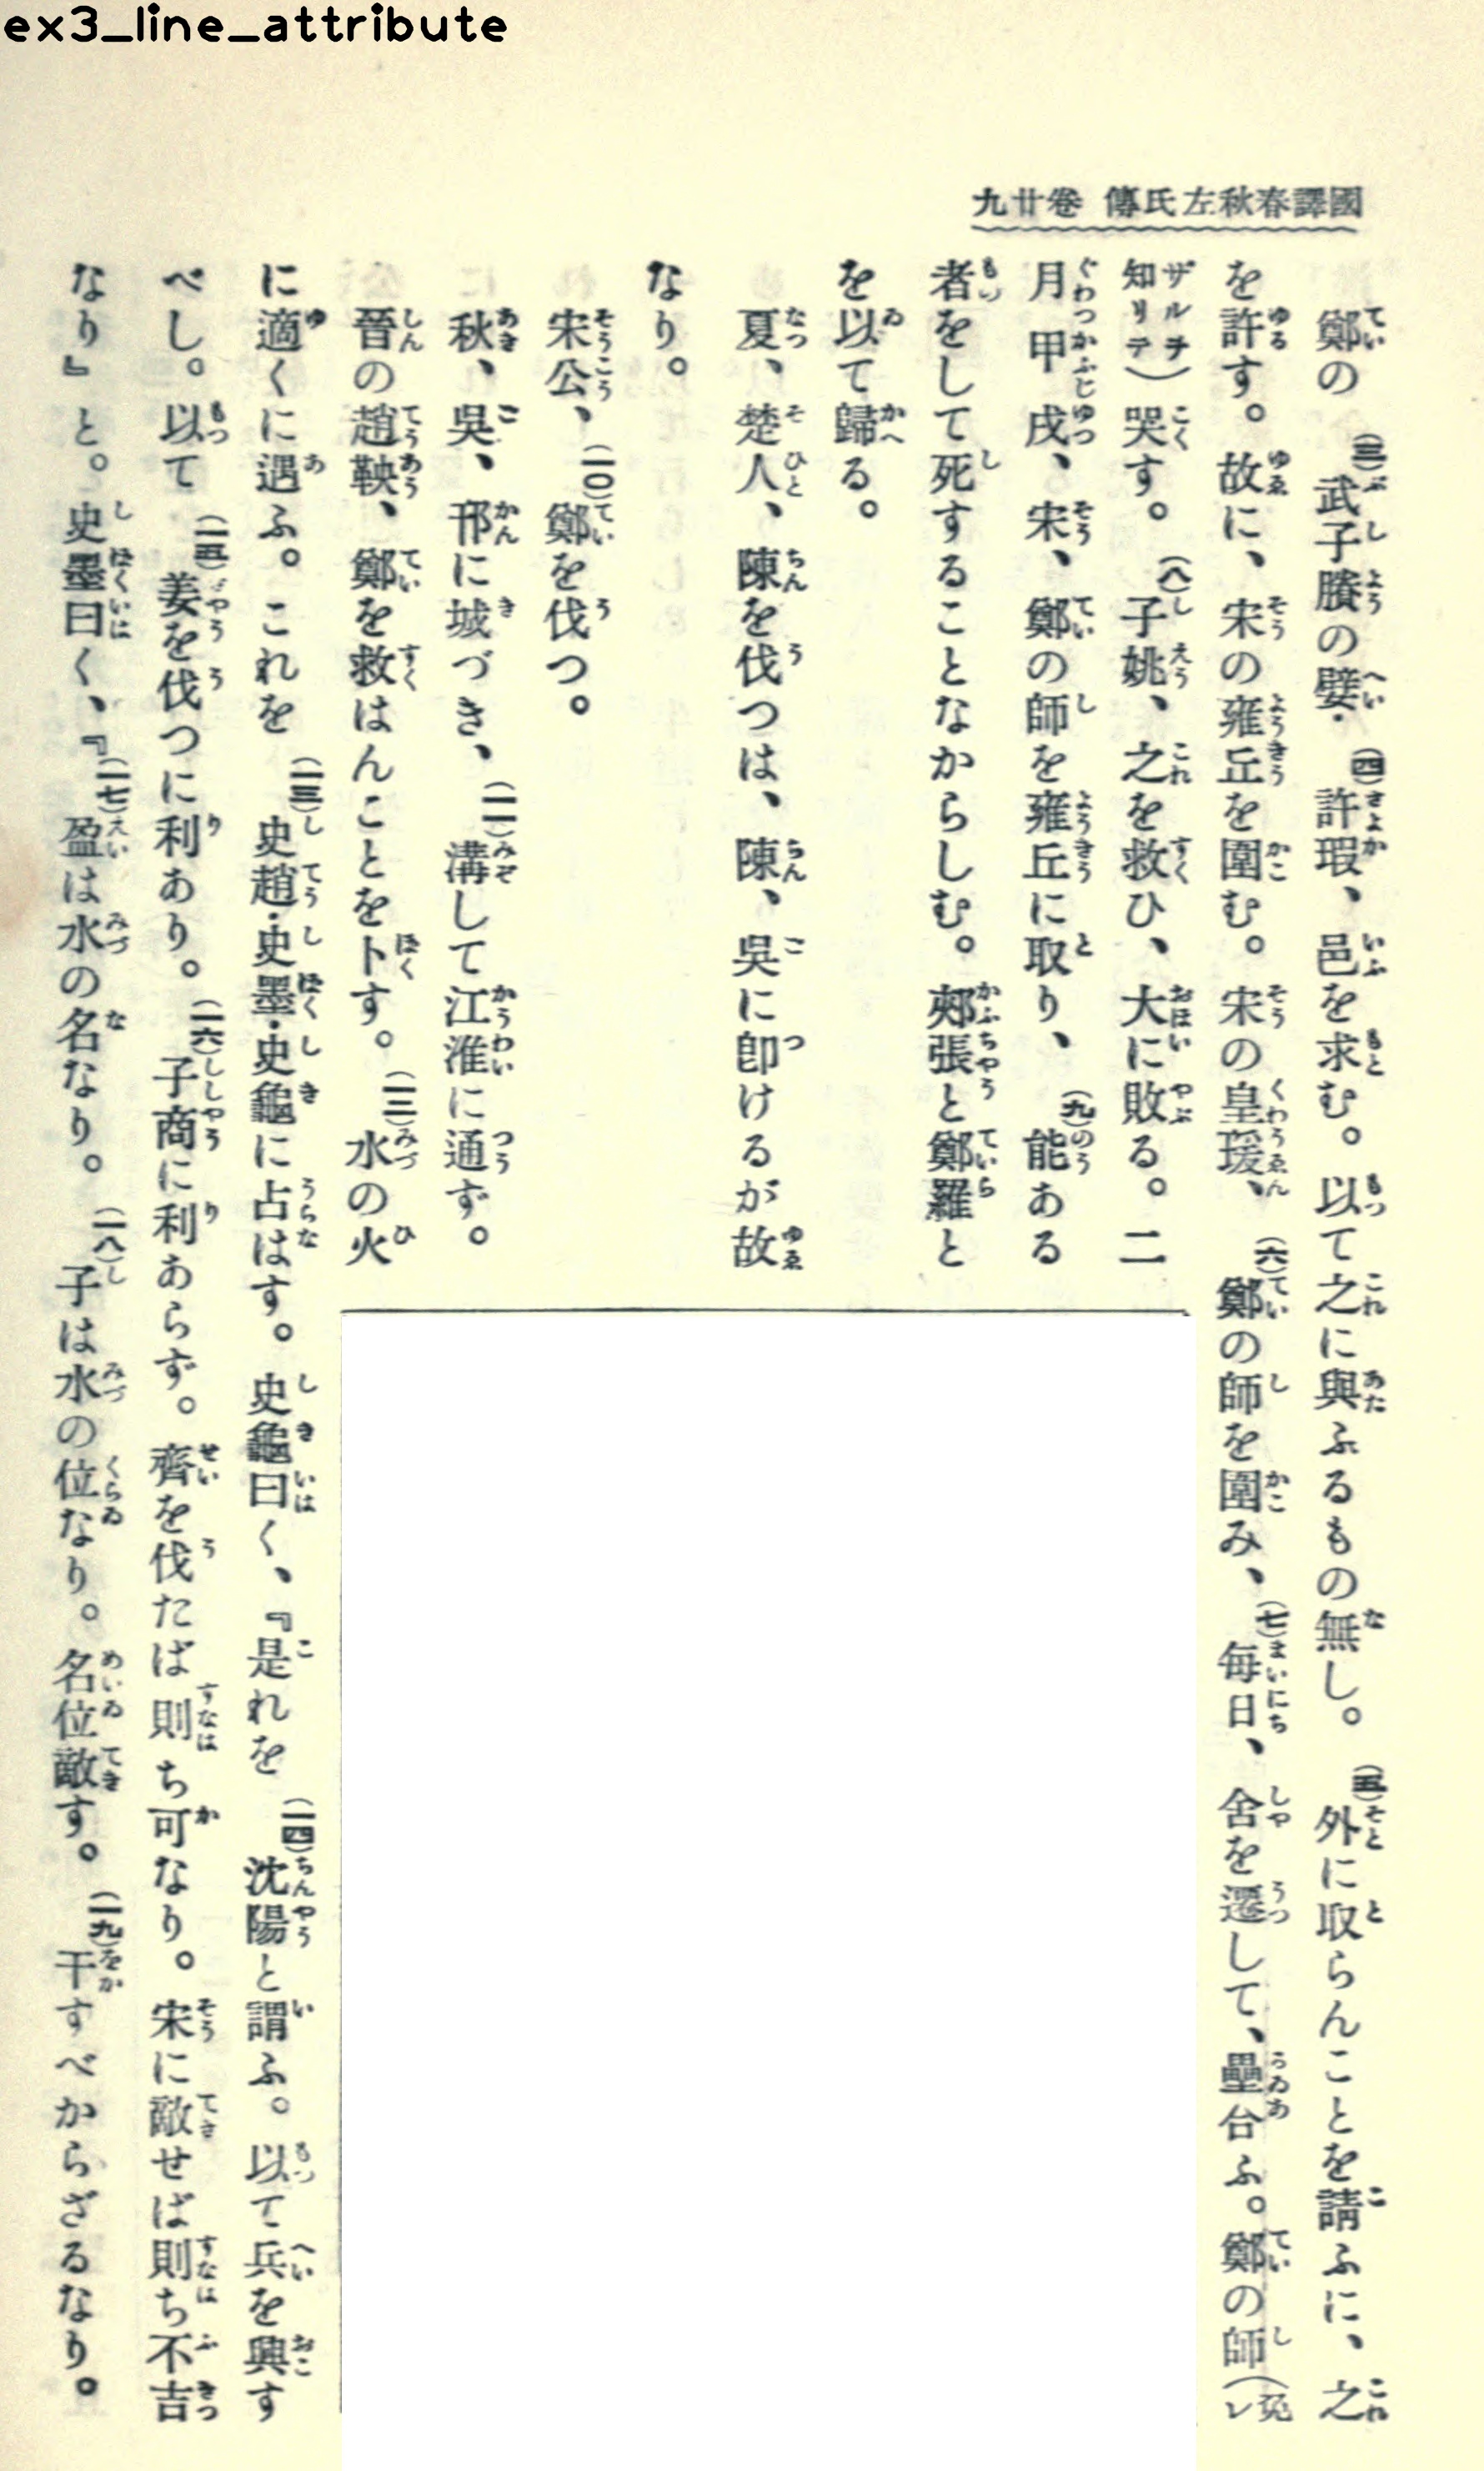 ex3_line_attribute
國譯春秋左氏傳 卷廿九
鄭の(三)武子賸の嬖・(四)許瑕、邑を求む。以て之に與ふるもの無し。(五)外に取らんことを請ふに、之
を許す。故に、宋の雍丘を圍む。宋の皇瑗、(六)鄭の師を圍み、(七)毎日、舍を遷して、壘合ふ。鄭の師(免レ
ザルヲ知リテ)哭す。(八)子姚、之を救ひ、大に敗る。二
月甲戌、宋、鄭の師を雍丘に取り、(九)能ある
者をして死することなからしむ。郟張と鄭羅と
を以て歸る。
夏、楚人、陳を伐つは、陳、吳に卽けるが故
なり。
宋公、(一〇)鄭を伐つ。
秋、吳、邗に城づき、(一一)溝して江淮に通ず。
晉の趙鞅、鄭を救はんことを卜す。(一二)水の火
に適くに遇ふ。これを(一三)史趙・史墨・史龜に占はす。史龜曰く、『是れを(一四)沈陽と謂ふ。以て兵を興す
べし。以て(一五)姜を伐つに利あり。(一六)子商に利あらず。齊を伐たば則ち可なり。宋に敵せば則ち不吉
なり』と。史墨曰く、『(一七)盈は水の名なり。(一八)子は水の位なり。名位敵す。(一九)干すべからざるなり。